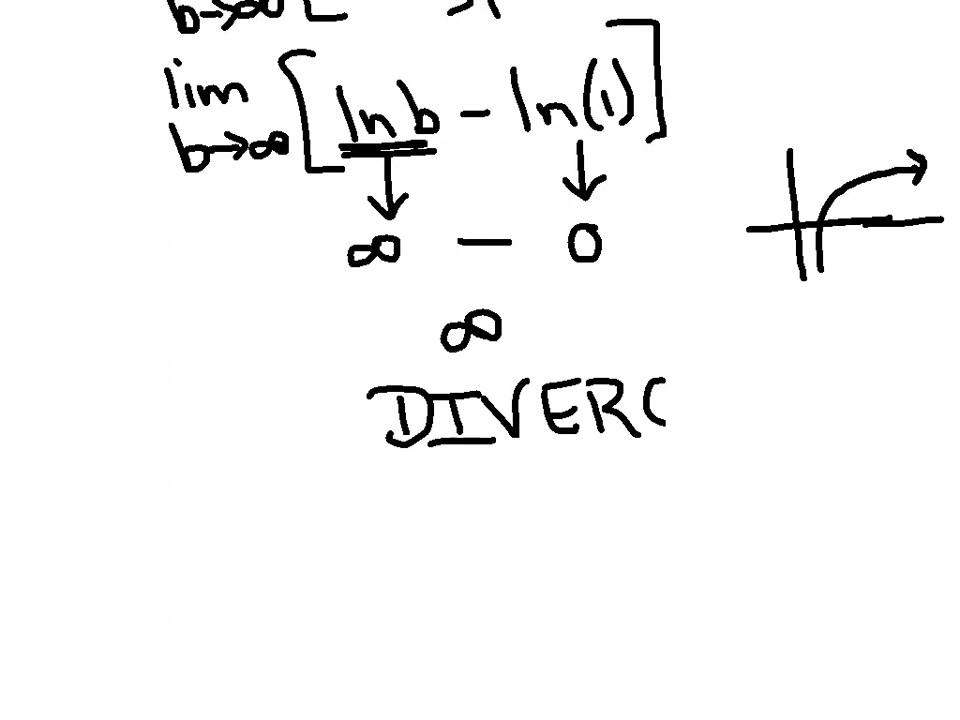 b→∞ [
lim b→∞ [ln b - ln(1)]
∞ - 0
∞
DIVERG